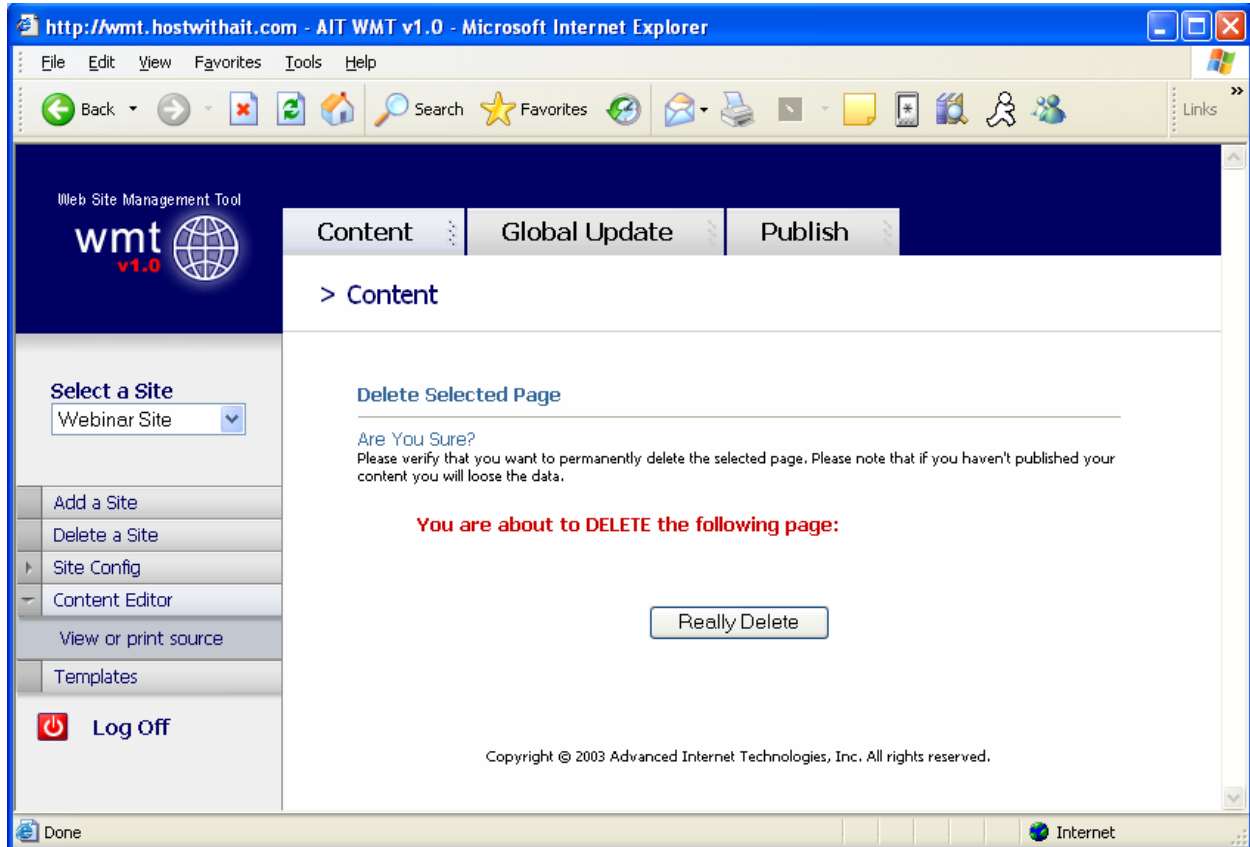 http://wmt.hostwithait.com - AIT WMT v1.0 - Microsoft Internet Explorer
File Edit View Favorites Tools Help
Back Search Favorites Links
Web Site Management Tool
wmt
v1.0
Content Global Update Publish
> Content
Select a Site
Webinar Site
Add a Site
Delete a Site
Site Config
Content Editor
View or print source
Templates
Log Off
Delete Selected Page
Are You Sure?
Please verify that you want to permanently delete the selected page. Please note that if you haven't published your
content you will loose the data.
You are about to DELETE the following page:
Really Delete
Copyright © 2003 Advanced Internet Technologies, Inc. All rights reserved.
Done Internet